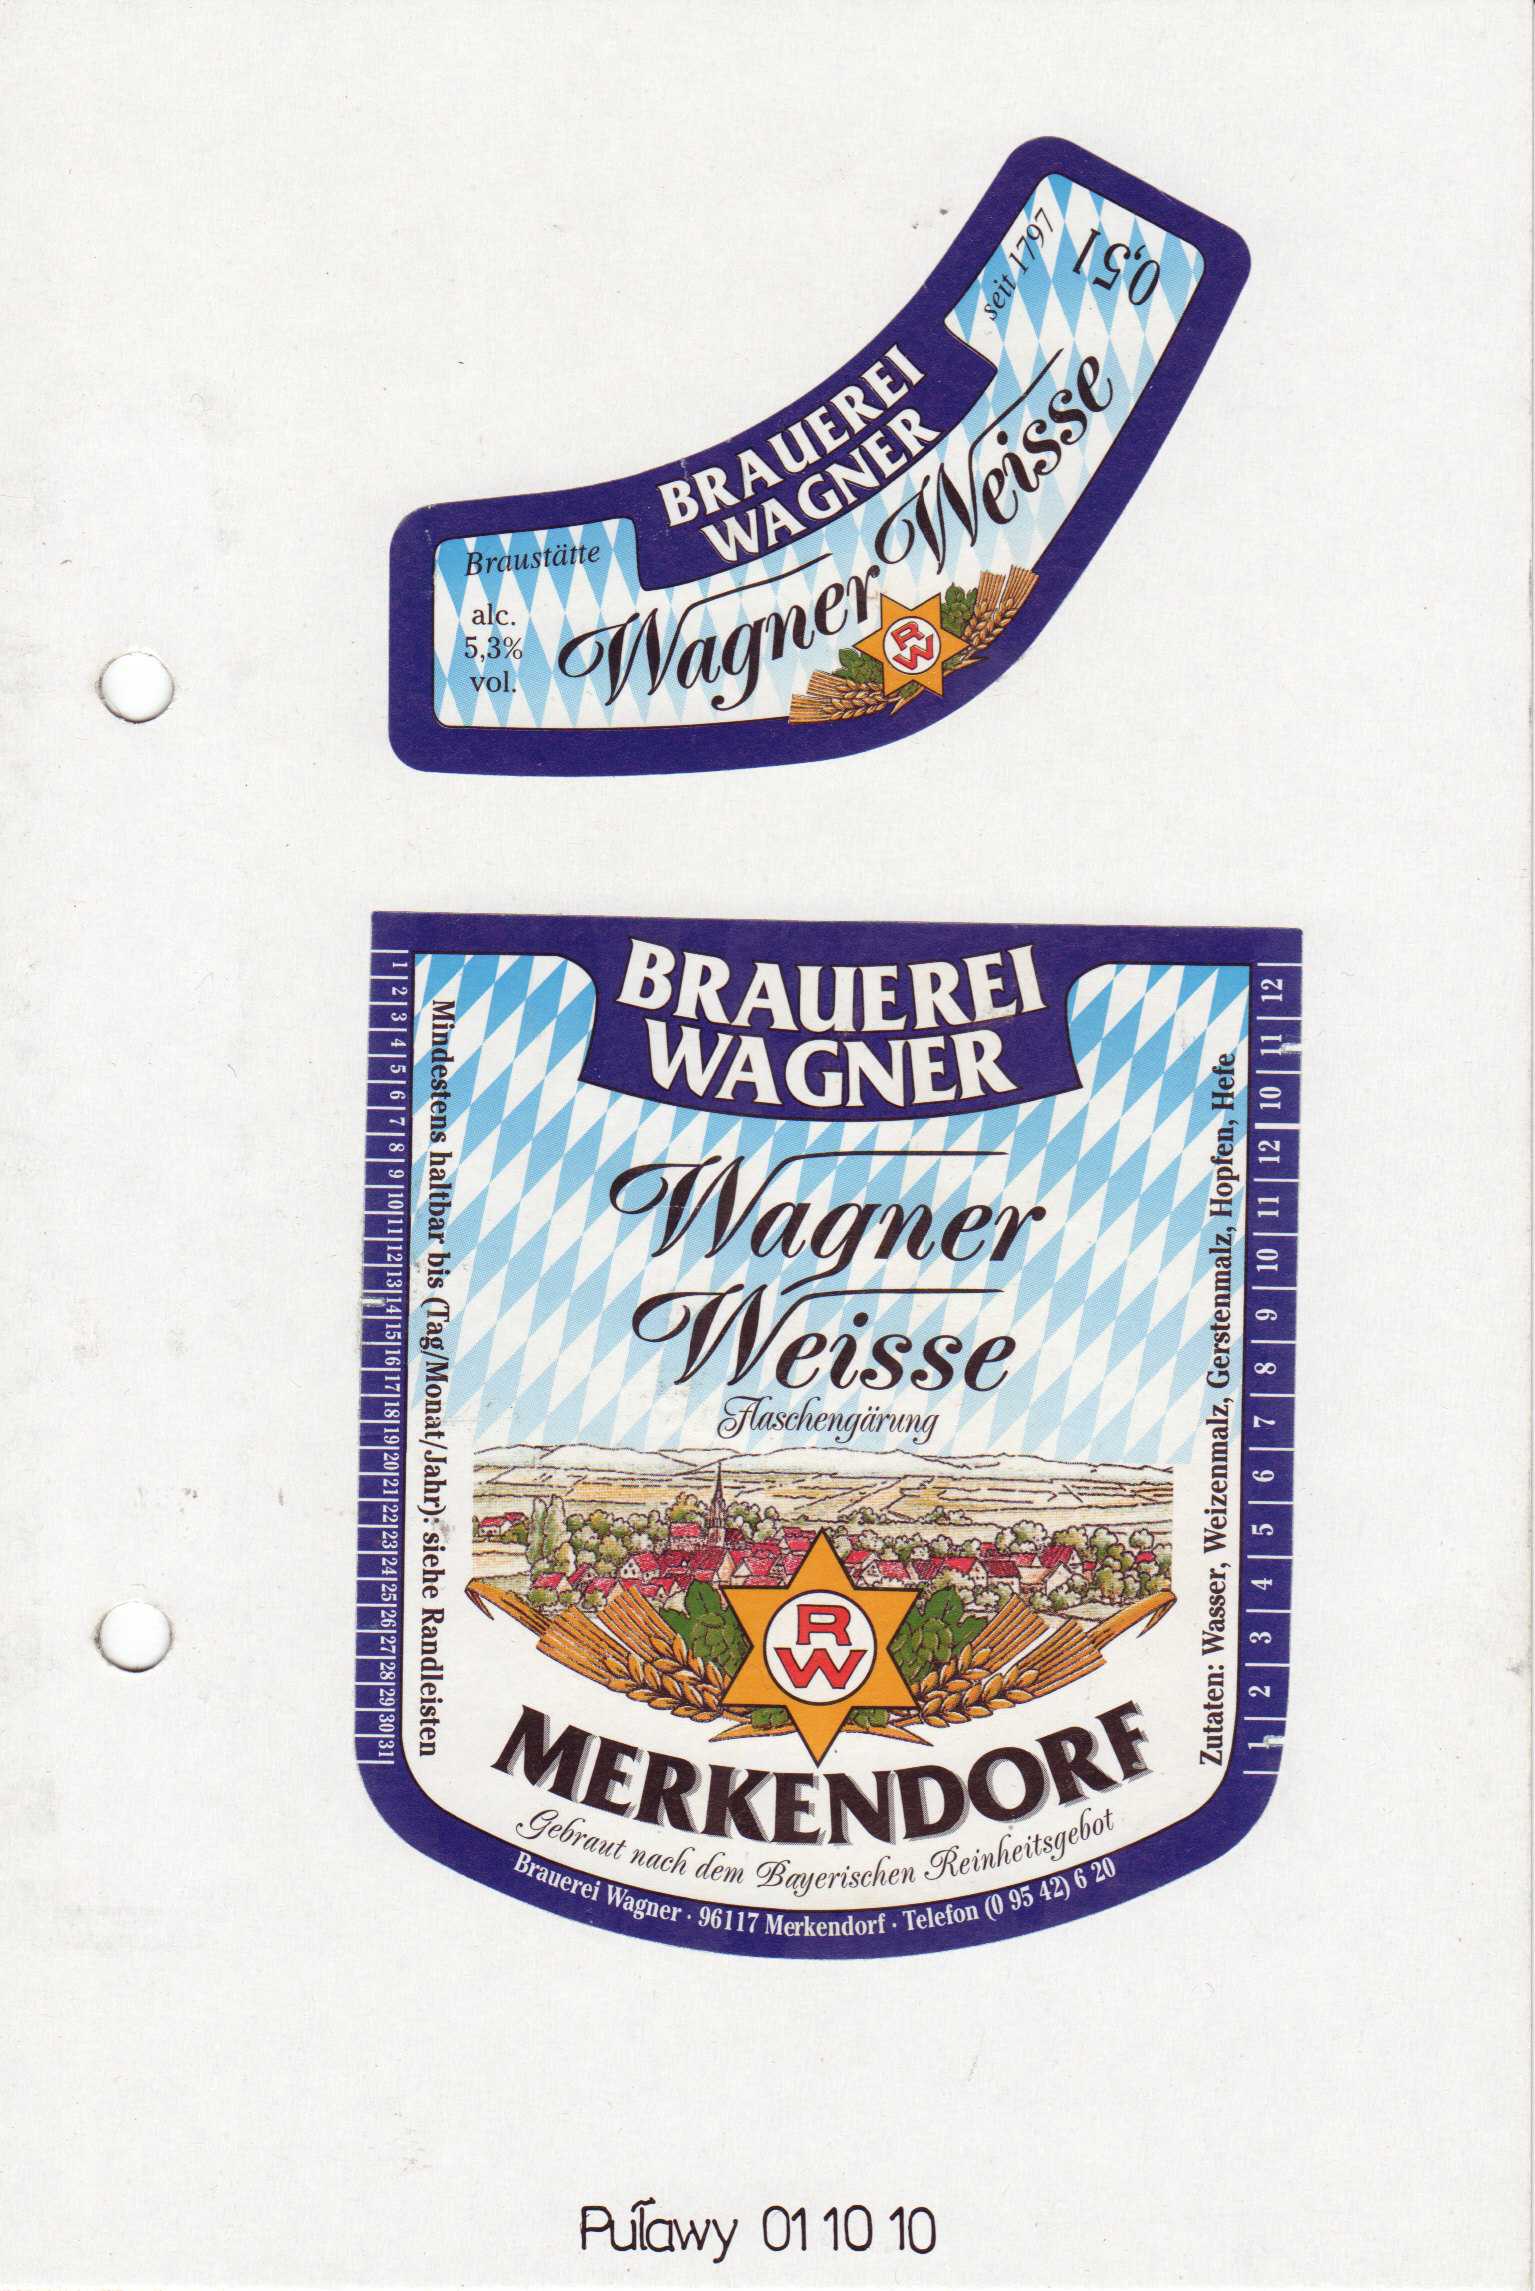 seit 1797
0,5 l
BRAUEREI
WAGNER
Braustätte
alc.
5,3%
vol.
Wagner Weisse
RW
BRAUEREI
WAGNER
Wagner
Weisse
Flaschengärung
R
W
MERKENDORF
Gebraut nach dem Bayerischen Reinheitsgebot
Brauerei Wagner · 96117 Merkendorf · Telefon (0 95 42) 6 20
1 2 3 4 5 6 7 8 9 10 11 12 13 14 15 16 17 18 19 20 21 22 23 24 25 26 27 28 29 30 31
Mindestens haltbar bis (Tag/Monat/Jahr): siehe Randleisten
Zutaten: Wasser, Weizenmalz, Gerstenmalz, Hopfen, Hefe
1 2 3 4 5 6 7 8 9 10 11 12 10 11 12
Puławy 01 10 10